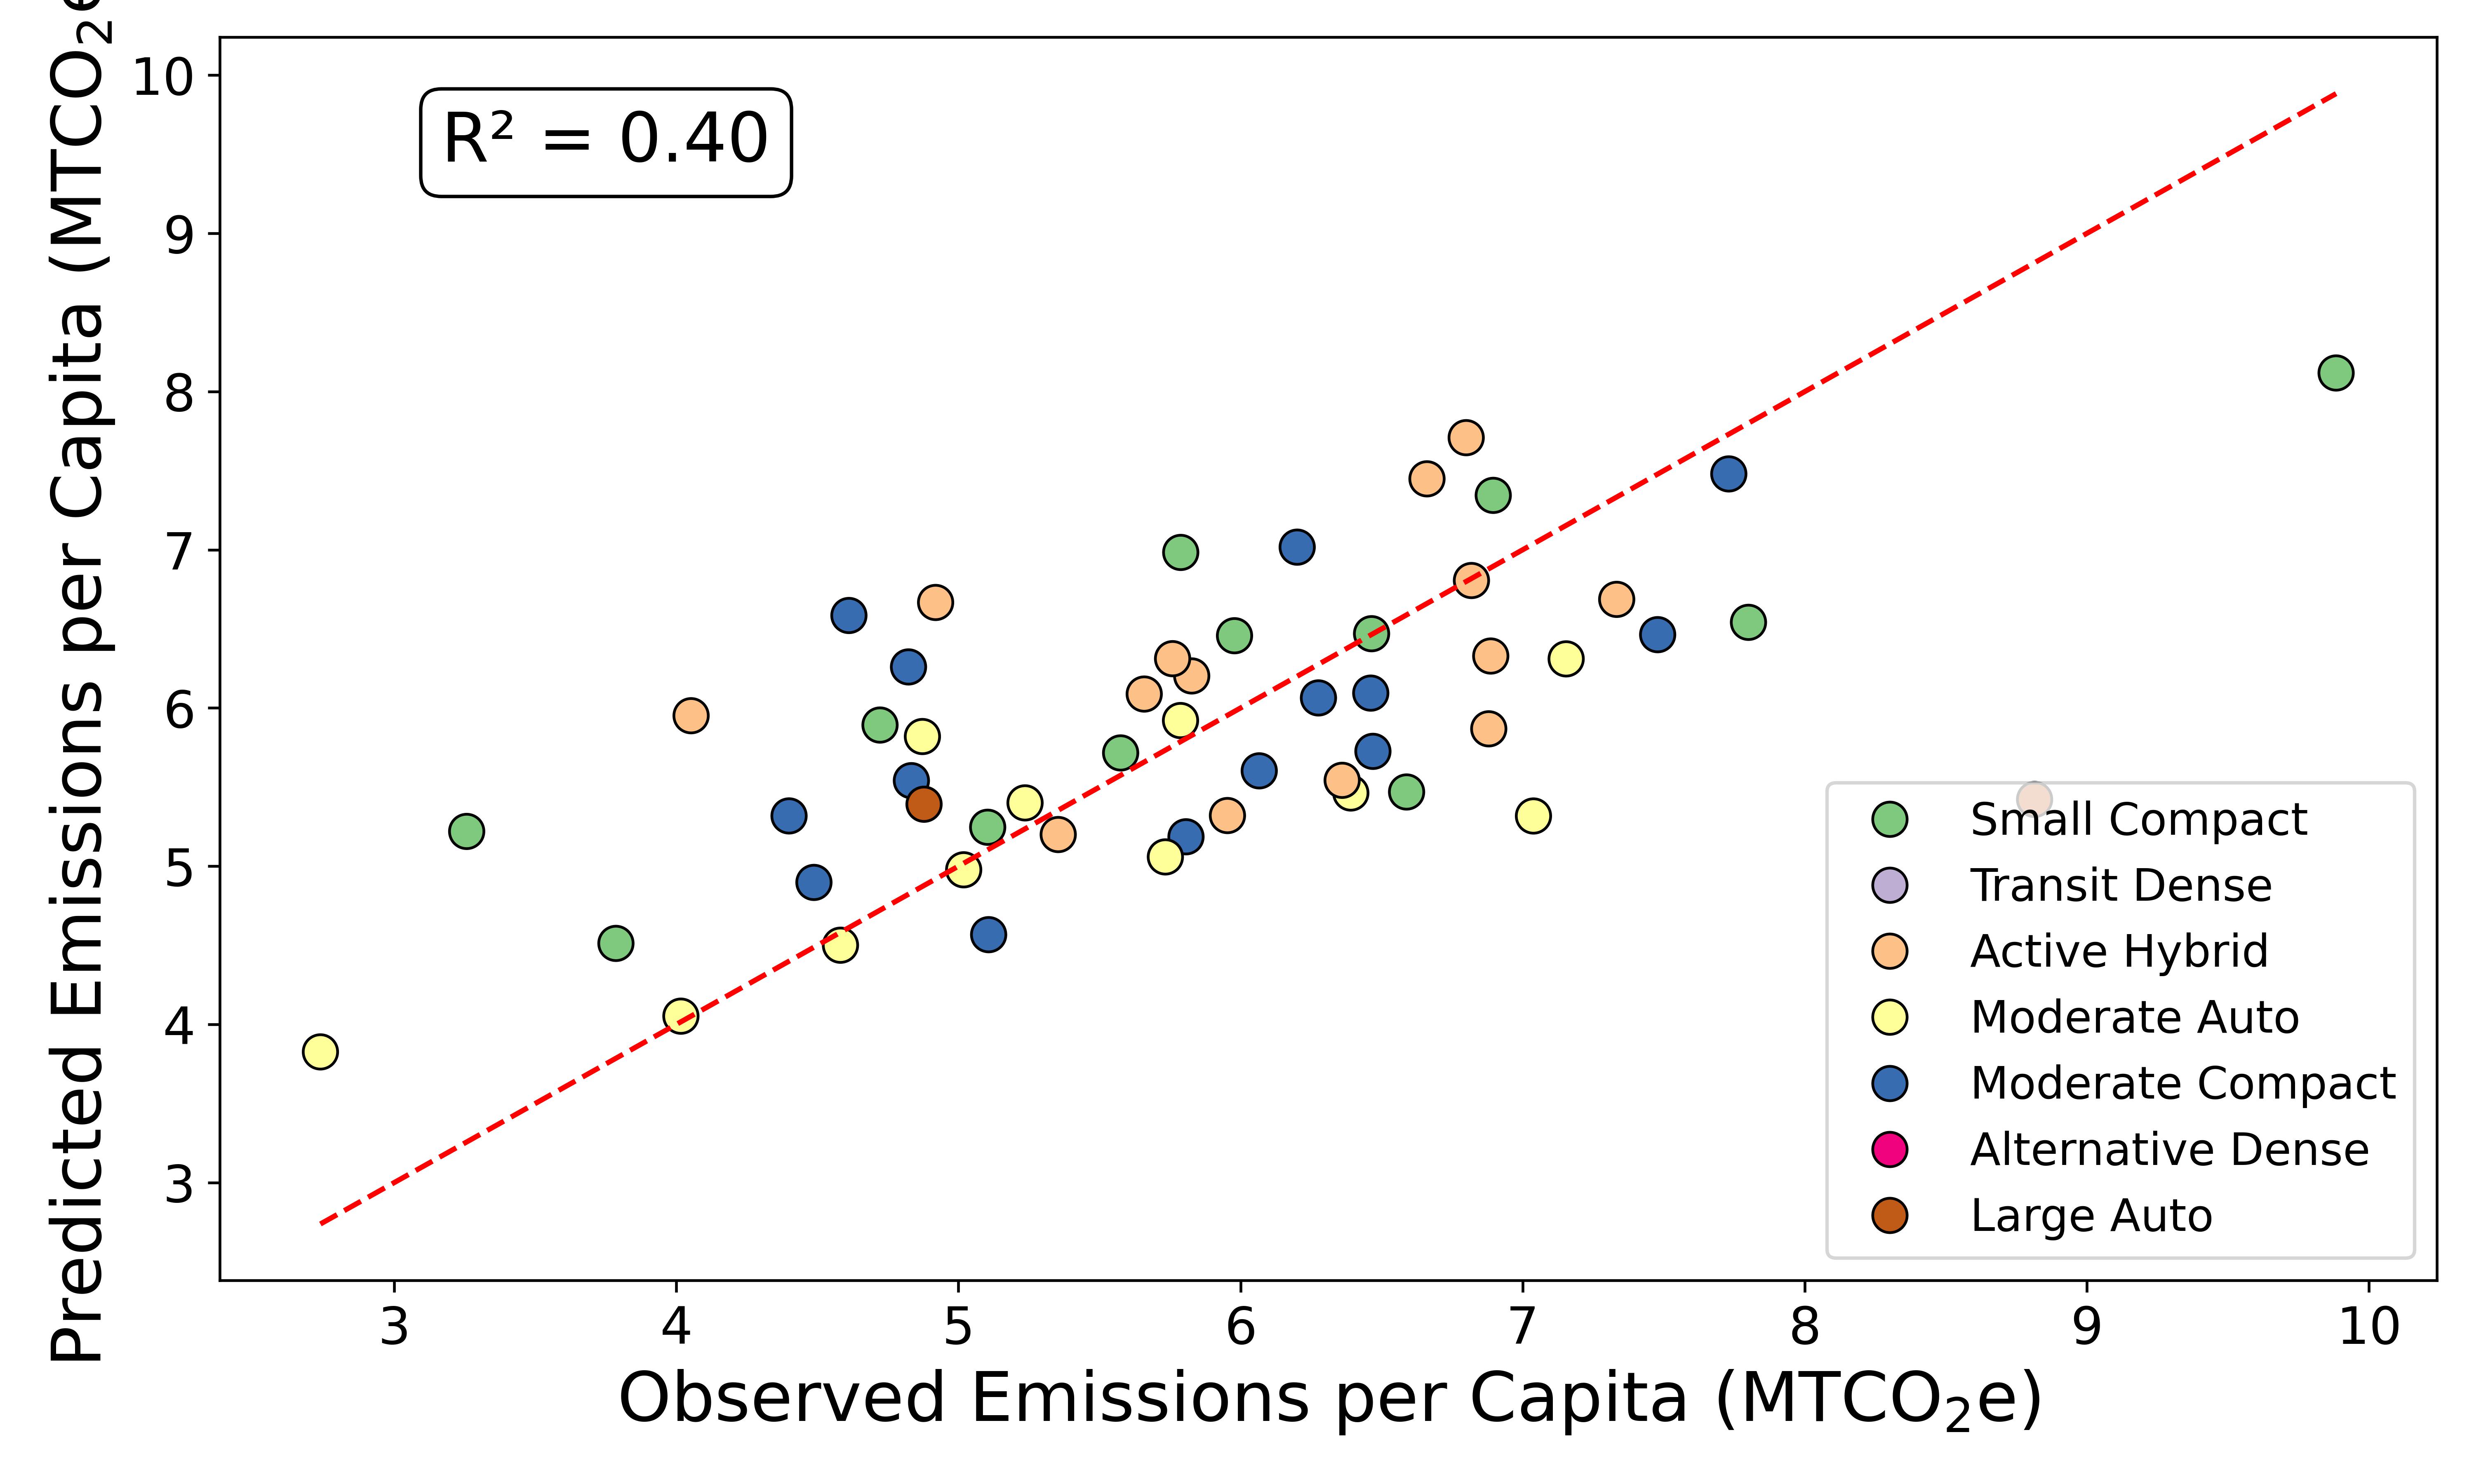 Predicted Emissions per Capita (MTCO₂e
10
9
8
7
6
5
4
3
R² = 0.40
Small Compact
Transit Dense
Active Hybrid
Moderate Auto
Moderate Compact
Alternative Dense
Large Auto
3 4 5 6 7 8 9 10
Observed Emissions per Capita (MTCO₂e)